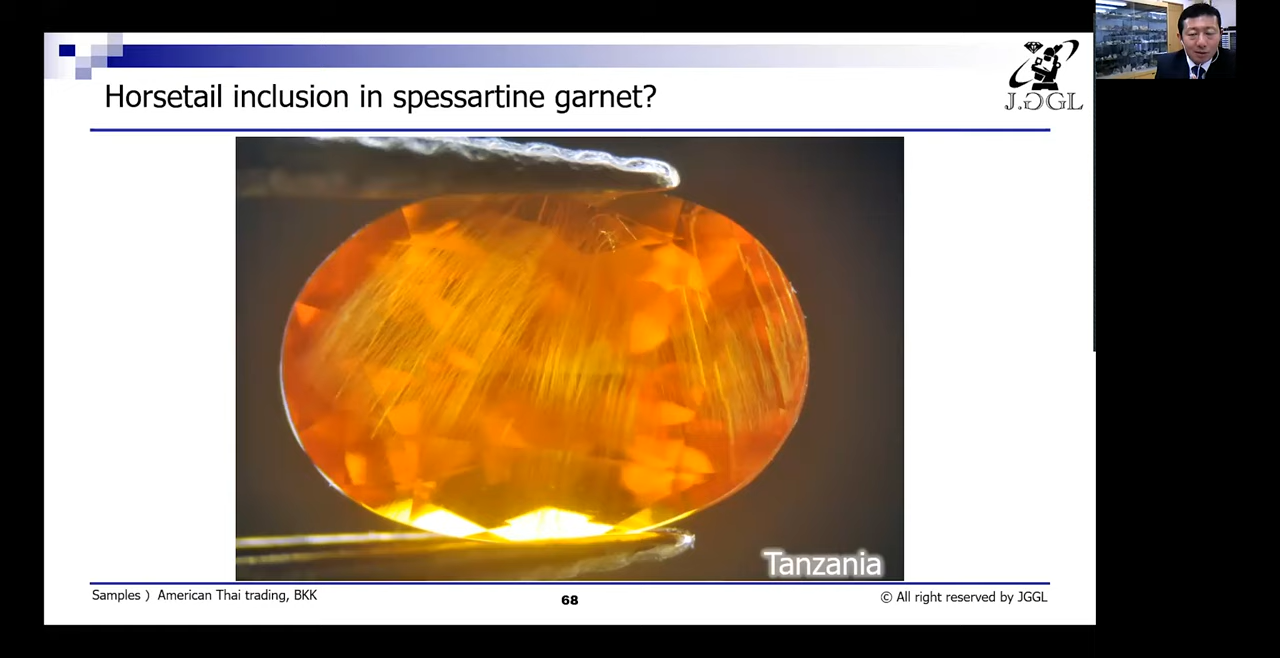 Horsetail inclusion in spessartine garnet?
J.GGL
Tanzania
Samples ) American Thai trading, BKK
68
© All right reserved by JGGL